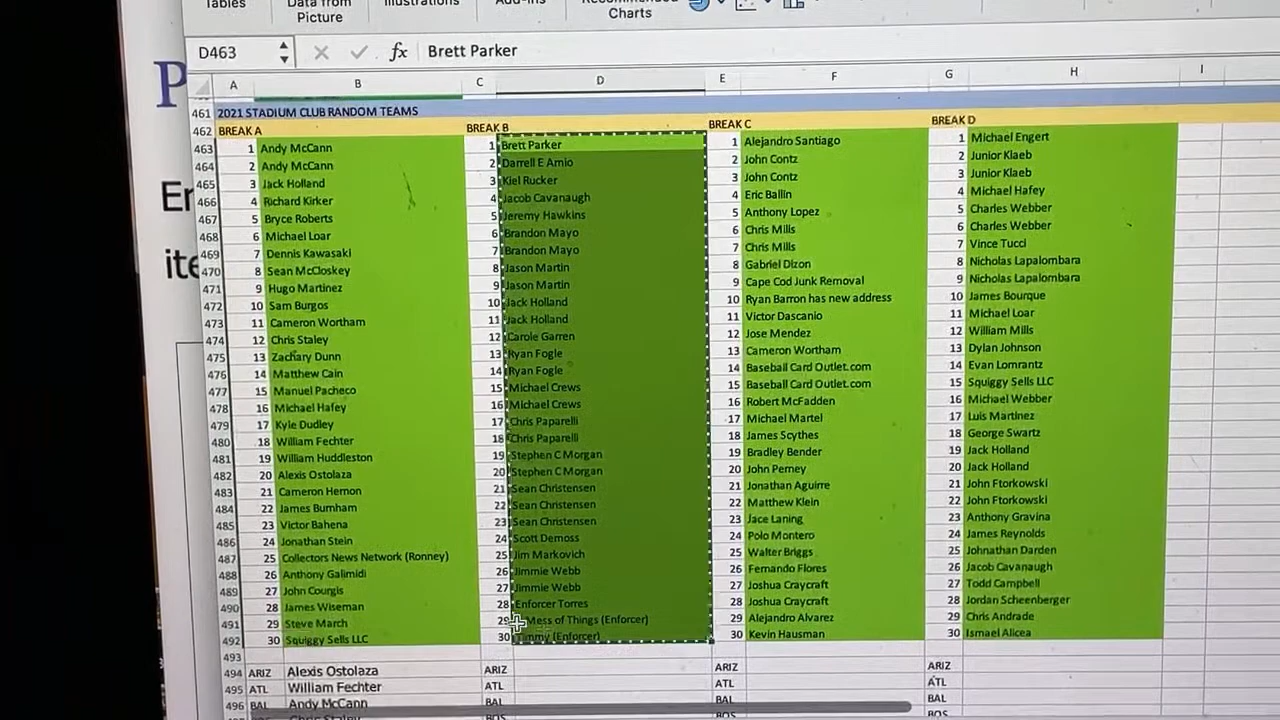 Tables
Data from
Picture
Illustrations
Add-ins
Recommended
Charts
D463
fx
Brett Parker
A B C D E F G H I
461 2021 STADIUM CLUB RANDOM TEAMS
462 BREAK A BREAK B BREAK C BREAK D
463 1 Andy McCann 1 Brett Parker 1 Alejandro Santiago 1 Michael Engert
464 2 Andy McCann 2 Darrell E Amio 2 John Contz 2 Junior Klaeb
465 3 Jack Holland 3 Kiel Rucker 3 John Contz 3 Junior Klaeb
466 4 Richard Kirker 4 Jacob Cavanaugh 4 Eric Ballin 4 Michael Hafey
467 5 Bryce Roberts 5 Jeremy Hawkins 5 Anthony Lopez 5 Charles Webber
468 6 Michael Loar 6 Brandon Mayo 6 Chris Mills 6 Charles Webber
469 7 Dennis Kawasaki 7 Brandon Mayo 7 Chris Mills 7 Vince Tucci
470 8 Sean McCloskey 8 Jason Martin 8 Gabriel Dizon 8 Nicholas Lapalombara
471 9 Hugo Martinez 9 Jason Martin 9 Cape Cod Junk Removal 9 Nicholas Lapalombara
472 10 Sam Burgos 10 Jack Holland 10 Ryan Barron has new address 10 James Bourque
473 11 Cameron Wortham 11 Jack Holland 11 Victor Dascanio 11 Michael Loar
474 12 Chris Staley 12 Carole Garren 12 Jose Mendez 12 William Mills
475 13 Zachary Dunn 13 Ryan Fogle 13 Cameron Wortham 13 Dylan Johnson
476 14 Matthew Cain 14 Ryan Fogle 14 Baseball Card Outlet.com 14 Evan Lomrantz
477 15 Manuel Pacheco 15 Michael Crews 15 Baseball Card Outlet.com 15 Squiggy Sells LLC
478 16 Michael Hafey 16 Michael Crews 16 Robert McFadden 16 Michael Webber
479 17 Kyle Dudley 17 Chris Paparelli 17 Michael Martel 17 Luis Martinez
480 18 William Fechter 18 Chris Paparelli 18 James Scythes 18 George Swartz
481 19 William Huddleston 19 Stephen C Morgan 19 Bradley Bender 19 Jack Holland
482 20 Alexis Ostolaza 20 Stephen C Morgan 20 John Perney 20 Jack Holland
483 21 Cameron Hernon 21 Sean Christensen 21 Jonathan Aguirre 21 John Ftorkowski
484 22 James Burnham 22 Sean Christensen 22 Matthew Klein 22 John Ftorkowski
485 23 Victor Bahena 23 Sean Christensen 23 Jace Laning 23 Anthony Gravina
486 24 Jonathan Stein 24 Scott Demoss 24 Polo Montero 24 James Reynolds
487 25 Collectors News Network (Ronney) 25 Jim Markovich 25 Walter Briggs 25 Johnathan Darden
488 26 Anthony Galimidi 26 Jimmie Webb 26 Fernando Flores 26 Jacob Cavanaugh
489 27 John Courgis 27 Jimmie Webb 27 Joshua Craycraft 27 Todd Campbell
490 28 James Wiseman 28 Enforcer Torres 28 Joshua Craycraft 28 Jordan Scheenberger
491 29 Steve March 29 Mess of Things (Enforcer) 29 Alejandro Alvarez 29 Chris Andrade
492 30 Squiggy Sells LLC 30 Timmy (Enforcer) 30 Kevin Hausman 30 Ismael Alicea
493
494 ARIZ Alexis Ostolaza ARIZ ARIZ ARIZ
495 ATL William Fechter ATL ATL ATL
496 BAL Andy McCann BAL BAL BAL
Chris Staley BOS BOS BOS